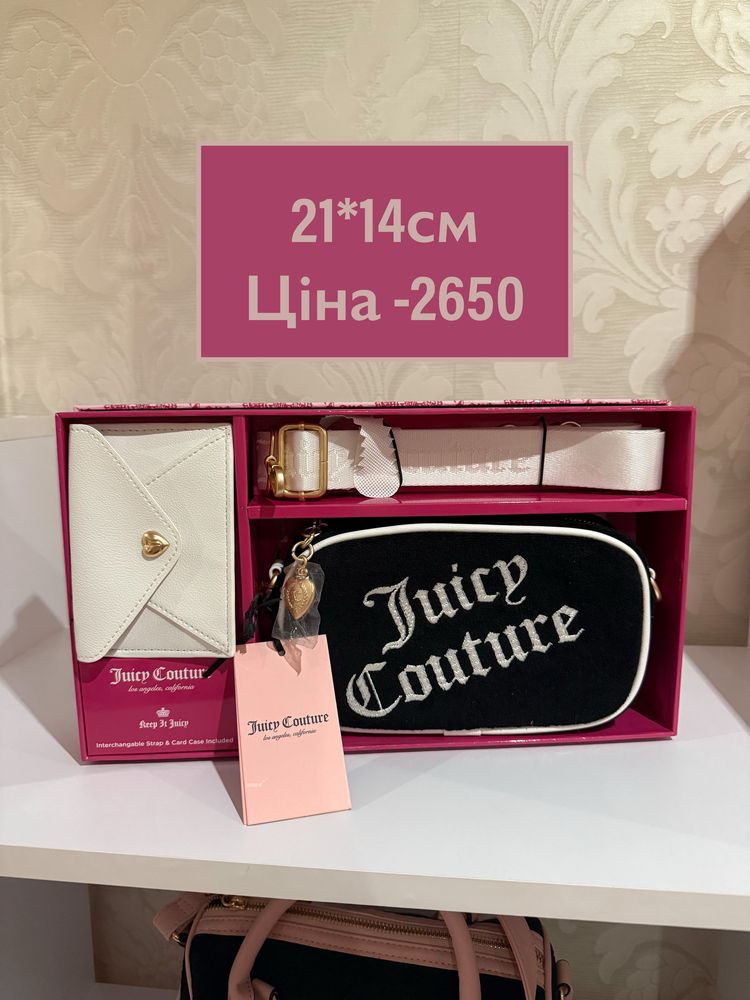 21*14см
Ціна -2650
Couture
Juicy
Couture
Juicy Couture
los angeles, california
Keep It Juicy
Interchangable Strap & Card Case Included
Juicy Couture
los angeles, california